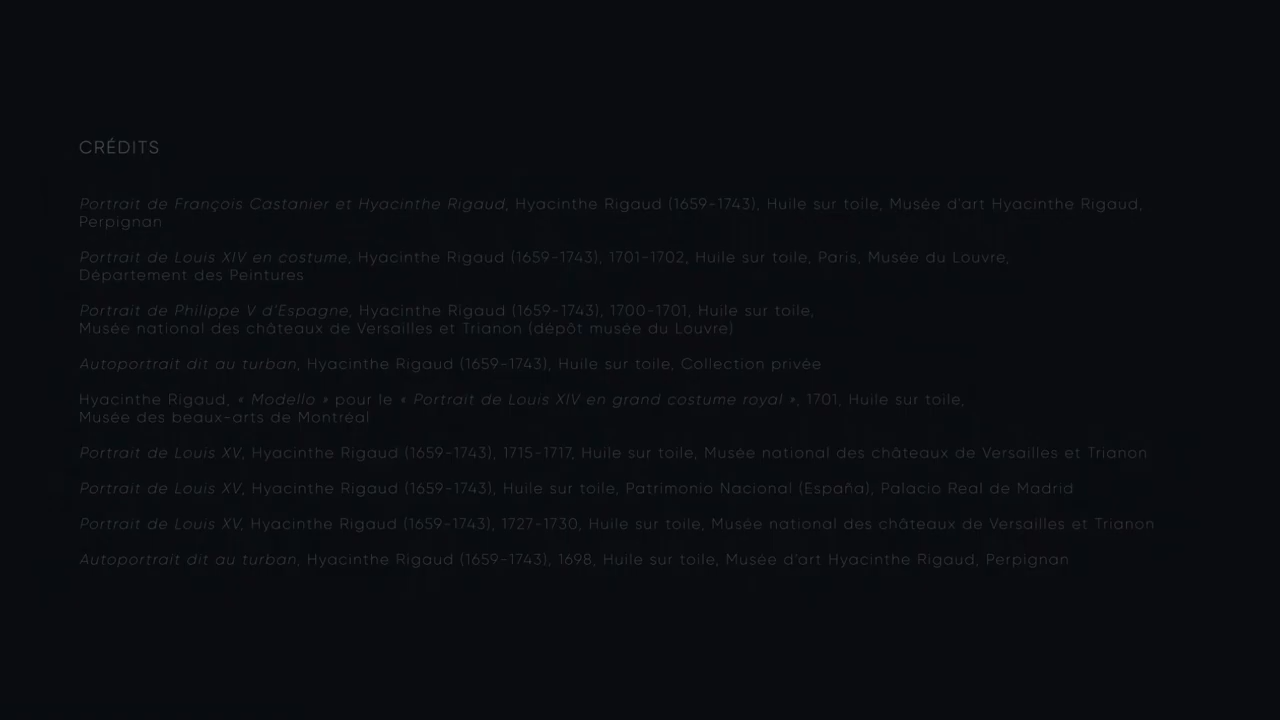 CRÉDITS
Portrait de François Castanier et Hyacinthe Rigaud, Hyacinthe Rigaud (1659-1743), Huile sur toile, Musée d'art Hyacinthe Rigaud,
Perpignan
Portrait de Louis XIV en costume, Hyacinthe Rigaud (1659-1743), 1701-1702, Huile sur toile, Paris, Musée du Louvre,
Département des Peintures
Portrait de Philippe V d'Espagne, Hyacinthe Rigaud (1659-1743), 1700-1701, Huile sur toile,
Musée national des châteaux de Versailles et Trianon (dépôt musée du Louvre)
Autoportrait dit au turban, Hyacinthe Rigaud (1659-1743), Huile sur toile, Collection privée
Hyacinthe Rigaud, « Modello » pour le « Portrait de Louis XIV en grand costume royal », 1701, Huile sur toile,
Musée des beaux-arts de Montréal
Portrait de Louis XV, Hyacinthe Rigaud (1659-1743), 1715-1717, Huile sur toile, Musée national des châteaux de Versailles et Trianon
Portrait de Louis XV, Hyacinthe Rigaud (1659-1743), Huile sur toile, Patrimonio Nacional (España), Palacio Real de Madrid
Portrait de Louis XV, Hyacinthe Rigaud (1659-1743), 1727-1730, Huile sur toile, Musée national des châteaux de Versailles et Trianon
Autoportrait dit au turban, Hyacinthe Rigaud (1659-1743), 1698, Huile sur toile, Musée d'art Hyacinthe Rigaud, Perpignan